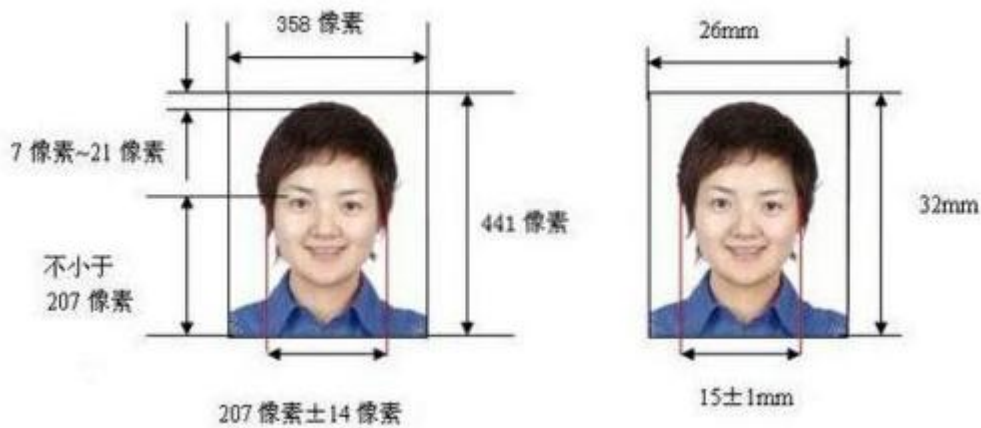 358 像素
7 像素~21 像素
441 像素
不小于
207 像素
207 像素±14 像素
26mm
32mm
15±1mm